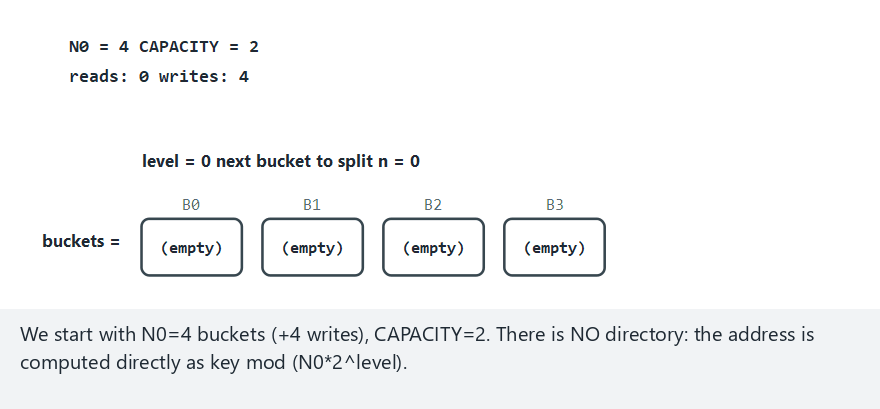 N0 = 4 CAPACITY = 2
reads: 0 writes: 4
level = 0 next bucket to split n = 0
B0 B1 B2 B3
buckets = (empty) (empty) (empty) (empty)
We start with N0=4 buckets (+4 writes), CAPACITY=2. There is NO directory: the address is
computed directly as key mod (N0*2^level).